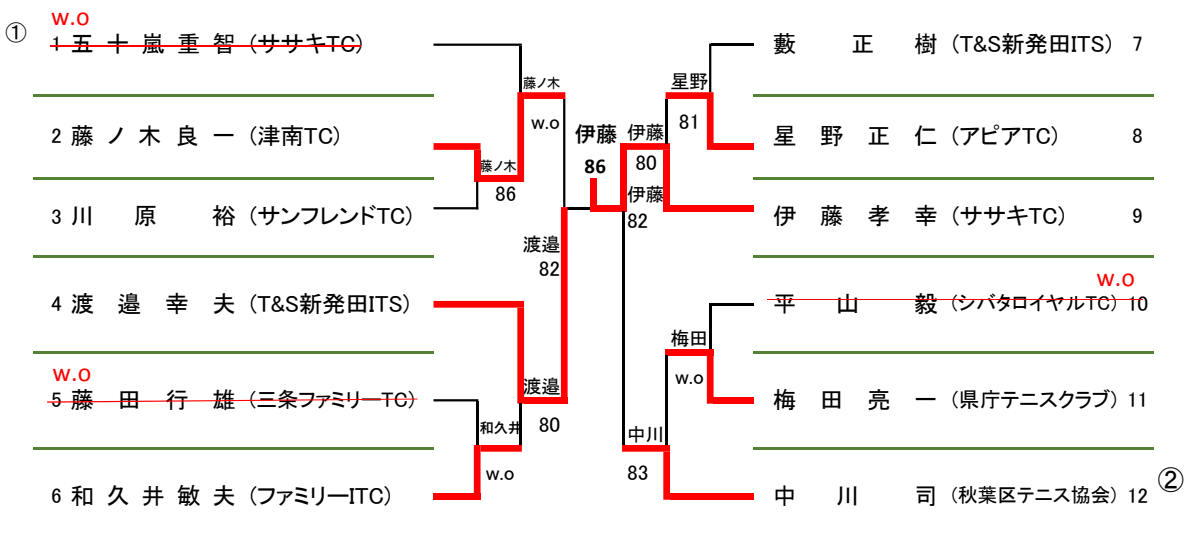 w.o
① 1 五十嵐重智 (ササキTC)
2 藤ノ木良一 (津南TC)
3 川原裕 (サンフレンドTC)
4 渡邉幸夫 (T&S新発田ITS)
w.o
5 藤田行雄 (三条ファミリーTC)
6 和久井敏夫 (ファミリーITC)
藤ノ木
w.o
藤ノ木
86
渡邉
82
渡邉
80
和久井
w.o
伊藤
86
伊藤
80
伊藤
82
星野
81
梅田
w.o
中川
83
藪正樹 (T&S新発田ITS) 7
星野正仁 (アピアTC) 8
伊藤孝幸 (ササキTC) 9
w.o
平山毅 (シバタロイヤルTC) 10
梅田亮一 (県庁テニスクラブ) 11
中川司 (秋葉区テニス協会) 12 ②